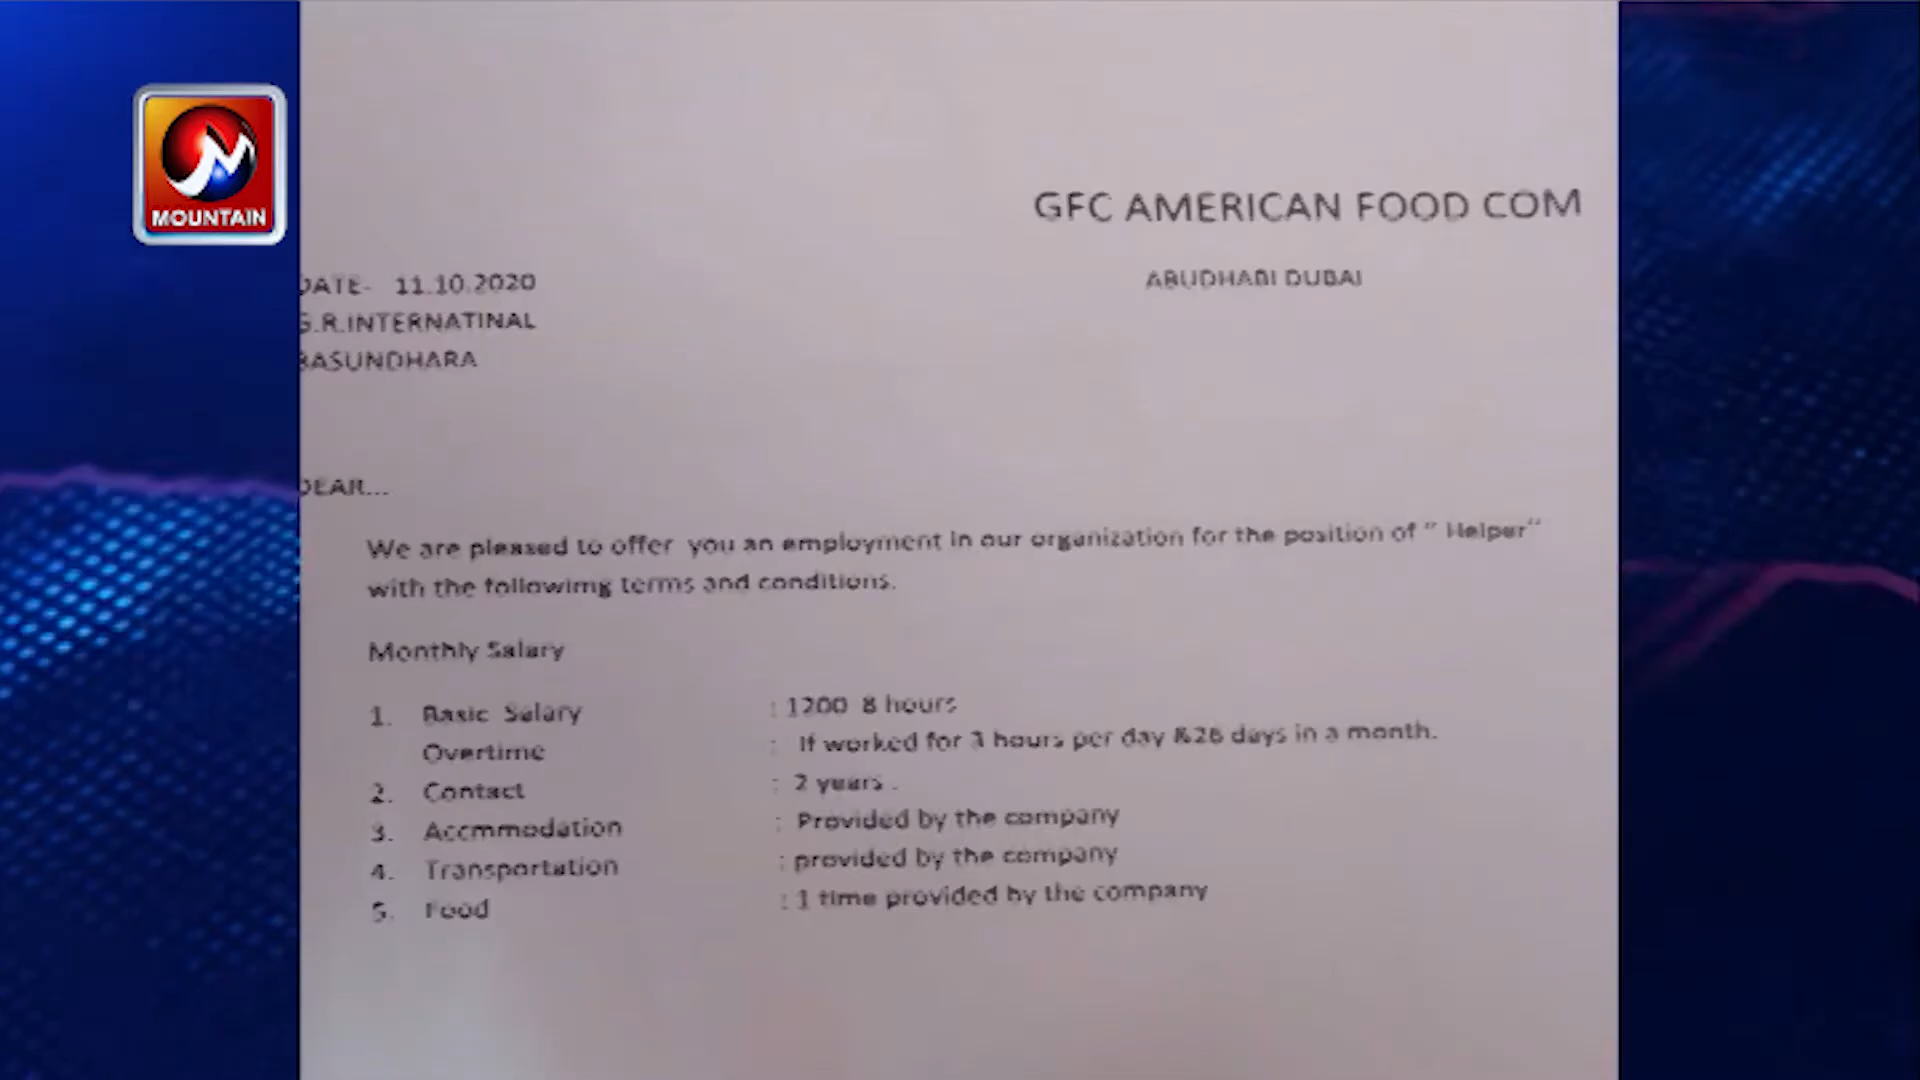 MOUNTAIN
GFC AMERICAN FOOD COM
ABUDHABI DUBAI
DATE- 11.10.2020
G.R.INTERNATINAL
BASUNDHARA
DEAR...
We are pleased to offer you an employment in our organization for the position of " Helper"
with the followimg terms and conditions.
Monthly Salary
1. Basic Salary : 1200 8 hours
Overtime : If worked for 3 hours per day &26 days in a month.
2. Contact : 2 years .
3. Accmmodation : Provided by the company
4. Transportation : provided by the company
5. Food : 1 time provided by the company